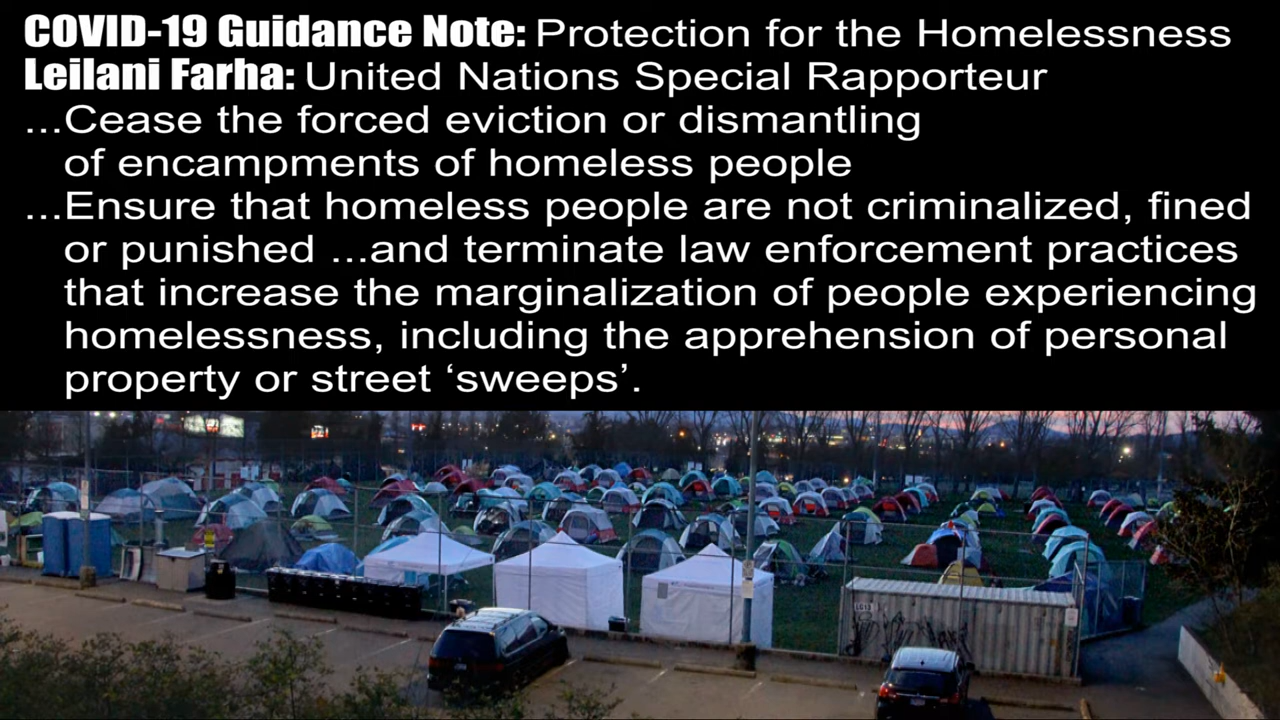 COVID-19 Guidance Note: Protection for the Homelessness
Leilani Farha: United Nations Special Rapporteur
...Cease the forced eviction or dismantling
of encampments of homeless people
...Ensure that homeless people are not criminalized, fined
or punished ...and terminate law enforcement practices
that increase the marginalization of people experiencing
homelessness, including the apprehension of personal
property or street ‘sweeps’.